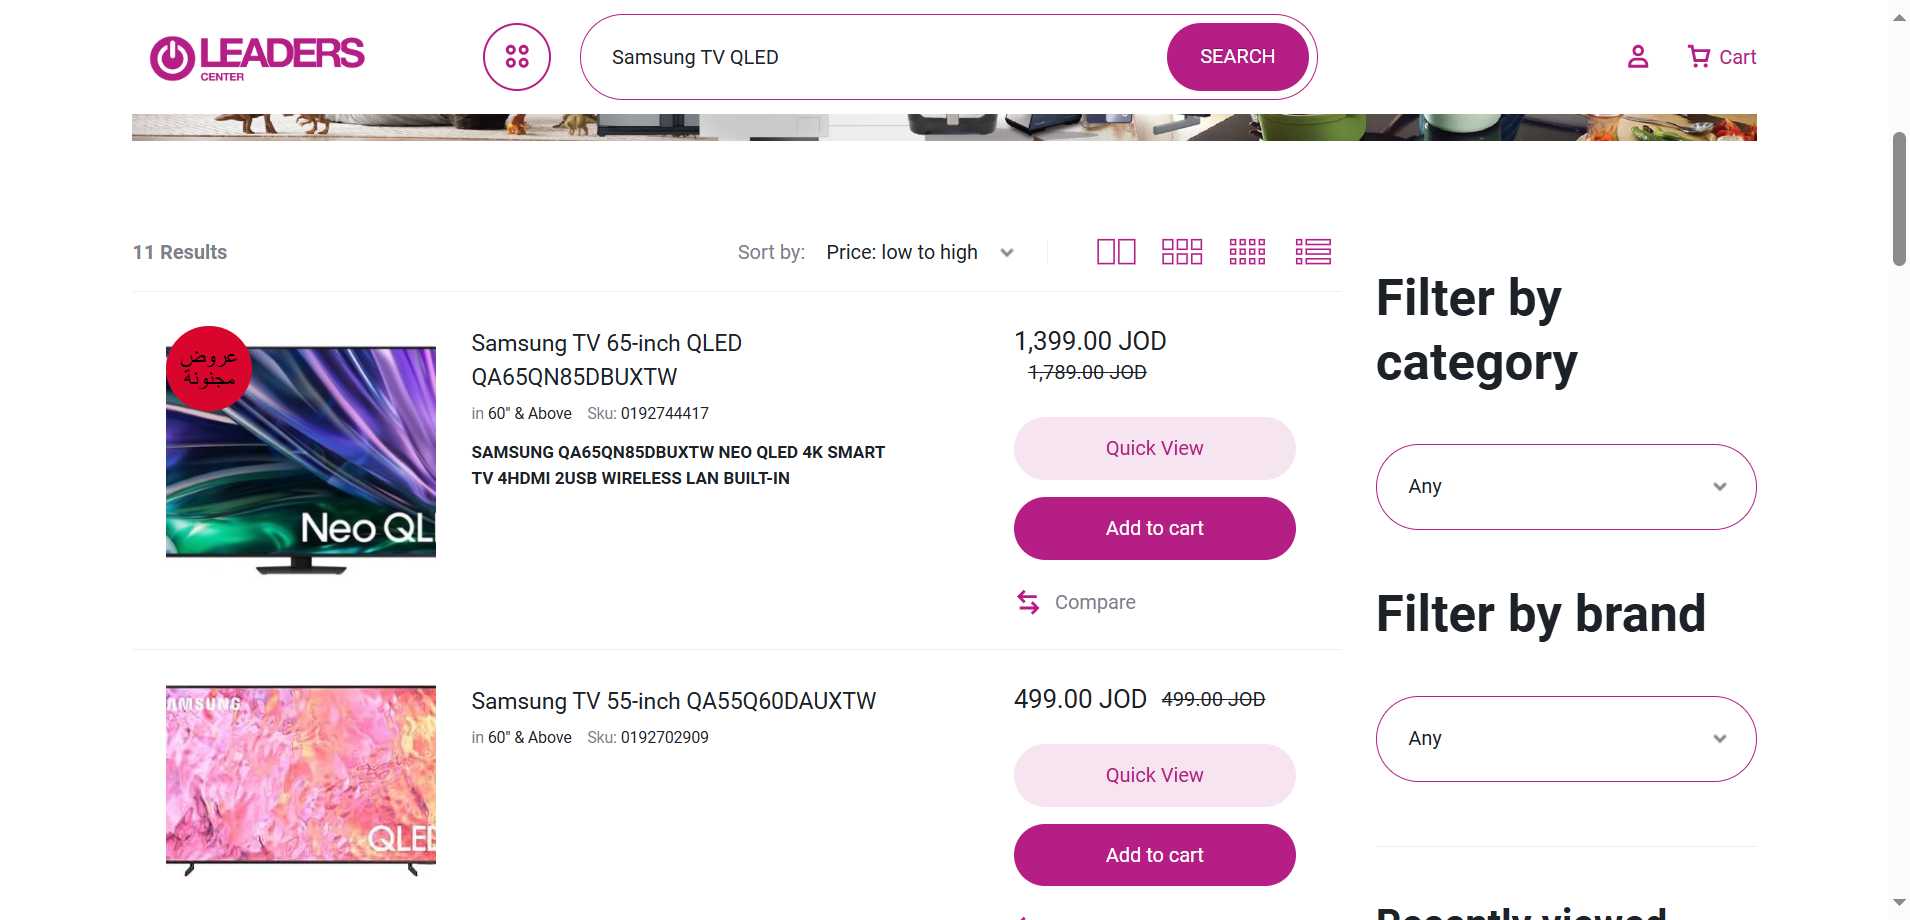 LEADERS
CENTER
Samsung TV QLED
SEARCH
Cart
11 Results
Sort by: Price: low to high
Filter by
category
Any
Filter by brand
Any
عروض
مجنونة
Neo QL
Samsung TV 65-inch QLED
QA65QN85DBUXTW
in 60" & Above Sku: 0192744417
SAMSUNG QA65QN85DBUXTW NEO QLED 4K SMART
TV 4HDMI 2USB WIRELESS LAN BUILT-IN
1,399.00 JOD
1,789.00 JOD
Quick View
Add to cart
Compare
AMSUNG
QLE
Samsung TV 55-inch QA55Q60DAUXTW
in 60" & Above Sku: 0192702909
499.00 JOD 499.00 JOD
Quick View
Add to cart
Recently viewed